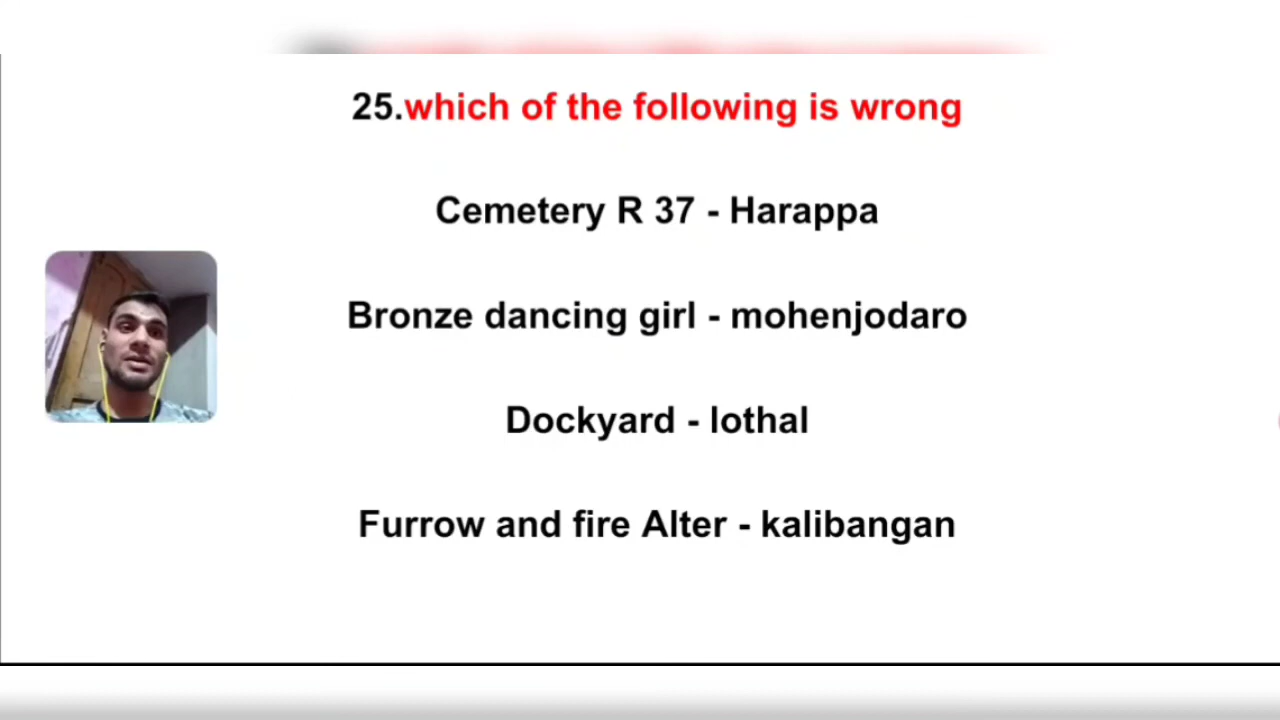 25.which of the following is wrong
Cemetery R 37 - Harappa
Bronze dancing girl - mohenjodaro
Dockyard - lothal
Furrow and fire Alter - kalibangan